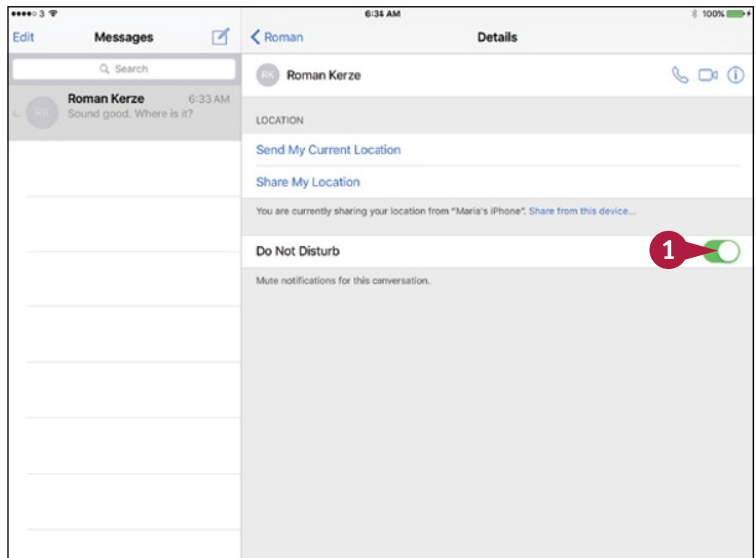 3 6:34 AM 100%
Edit Messages
Search
RK Roman Kerze 6:33 AM
Sound good. Where is it?
Roman Details
RK Roman Kerze
LOCATION
Send My Current Location
Share My Location
You are currently sharing your location from “Maria's iPhone”. Share from this device...
Do Not Disturb
1
Mute notifications for this conversation.